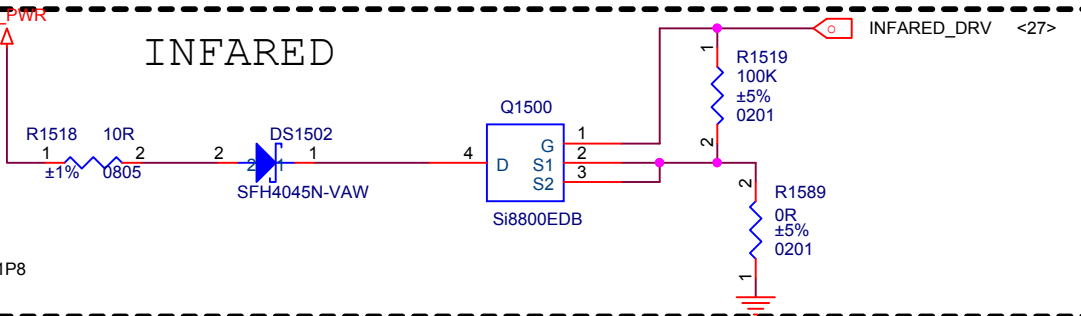 _PWR
INFARED
INFARED_DRV <27>
1
R1519
100K
±5%
0201
2
Q1500
R1518 10R
1 2
±1% 0805
DS1502
2 2 1 1
SFH4045N-VAW
4 D
G 1
S1 2
S2 3
Si8800EDB
2
R1589
0R
±5%
0201
1
1P8